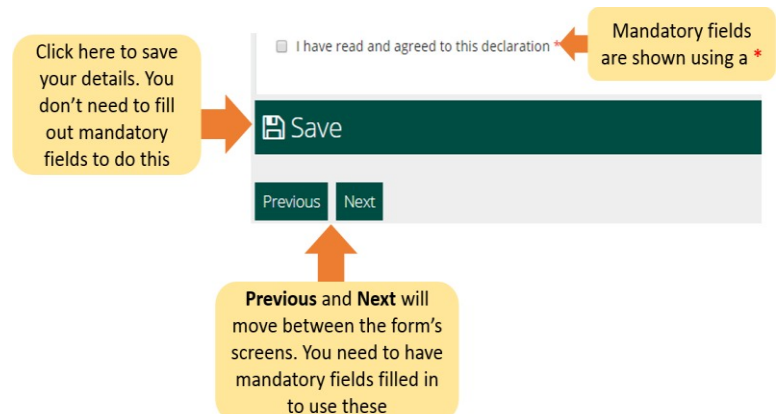 Click here to save
your details. You
don’t need to fill
out mandatory
fields to do this
I have read and agreed to this declaration *
Mandatory fields
are shown using a *
Save
Previous Next
Previous and Next will
move between the form’s
screens. You need to have
mandatory fields filled in
to use these